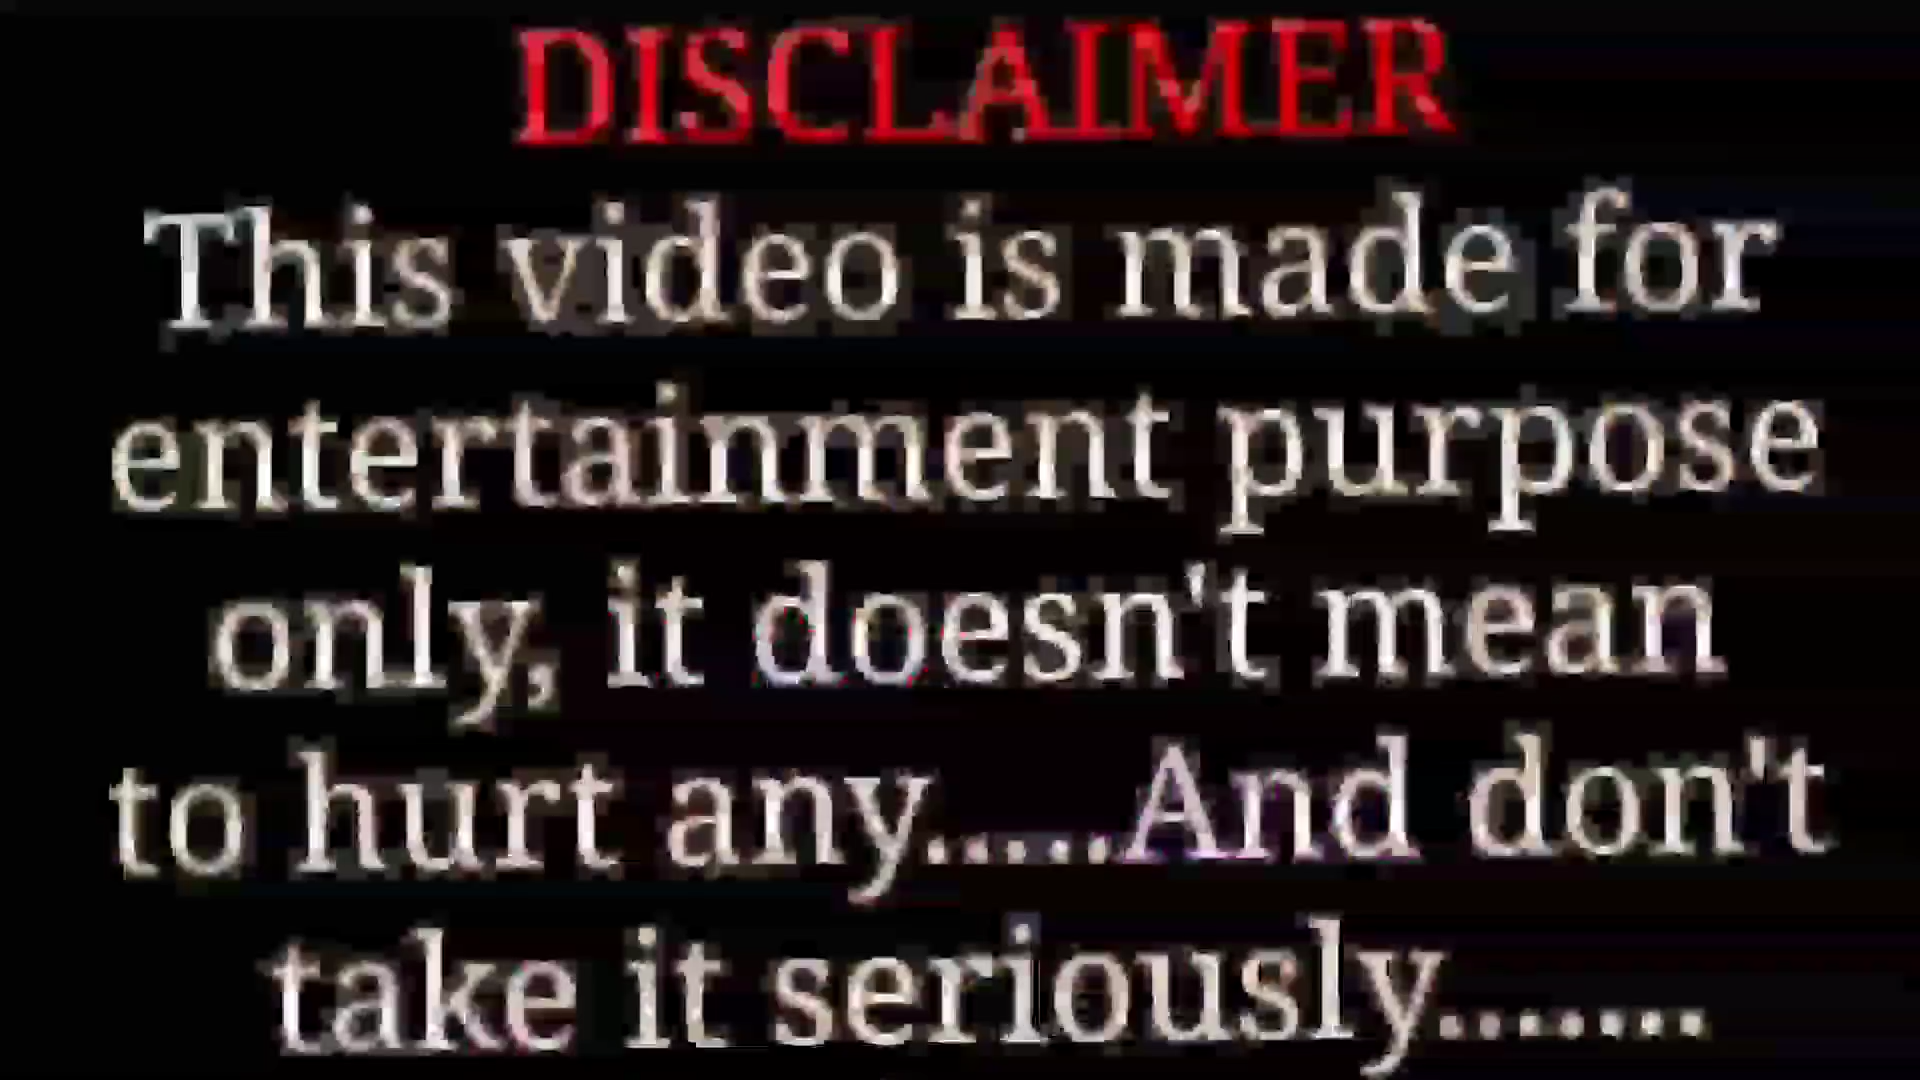 DISCLAIMER
This video is made for
entertainment purpose
only, it doesn't mean
to hurt any.....And don't
take it seriously.......